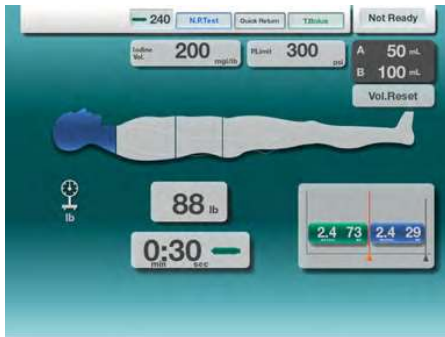 240 N.P.Test Quick Return T.Bolus Not Ready
Iodine Vol. 200 mgI/lb P.Limit 300 psi A 50 mL
B 100 mL
Vol.Reset
88 lb
lb
0:30
min sec
2.4 73 2.4 29